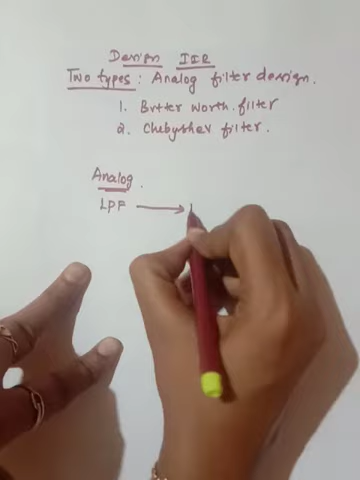 Design IIR
Two types: Analog filter design.
1. Butter worth filter
2. Chebyshev filter.
Analog.
LPF →